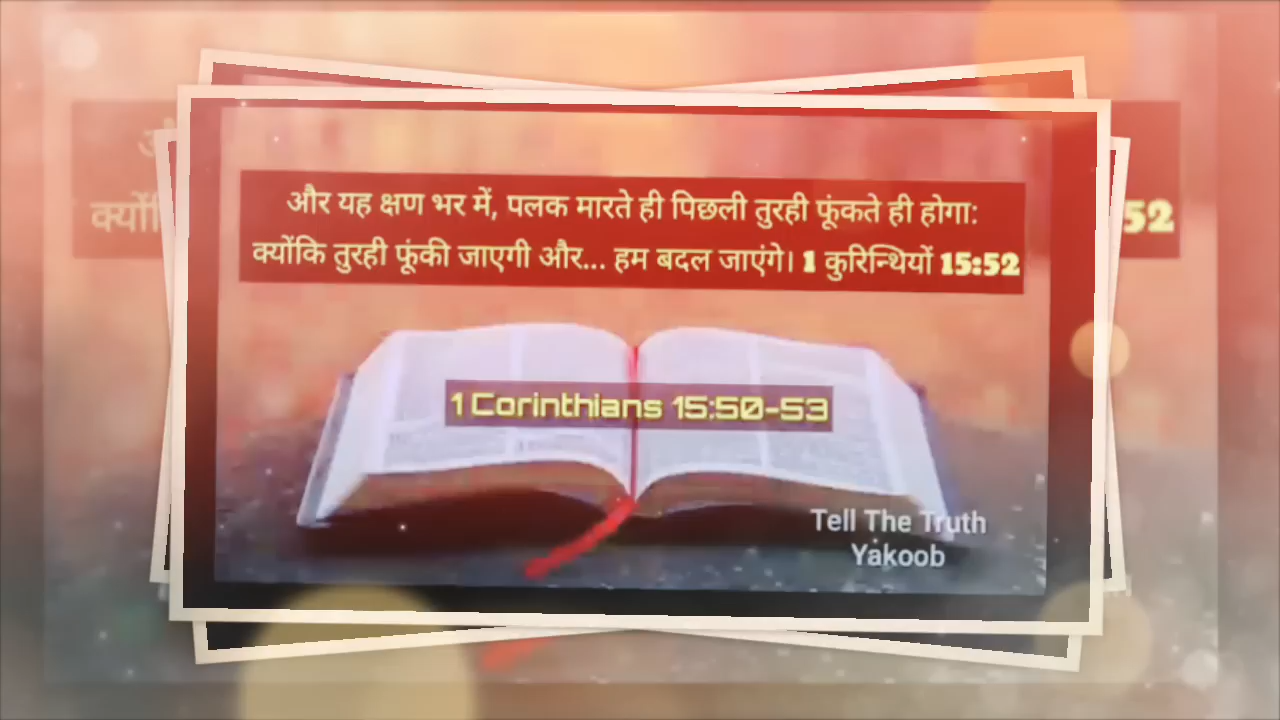 और यह क्षण भर में, पलक मारते ही पिछली तुरही फूंकते ही होगा:
क्योंकि तुरही फूंकी जाएगी और... हम बदल जाएंगे। 1 कुरिन्थियों 15:52
1 Corinthians 15:50-53
Tell The Truth
Yakoob